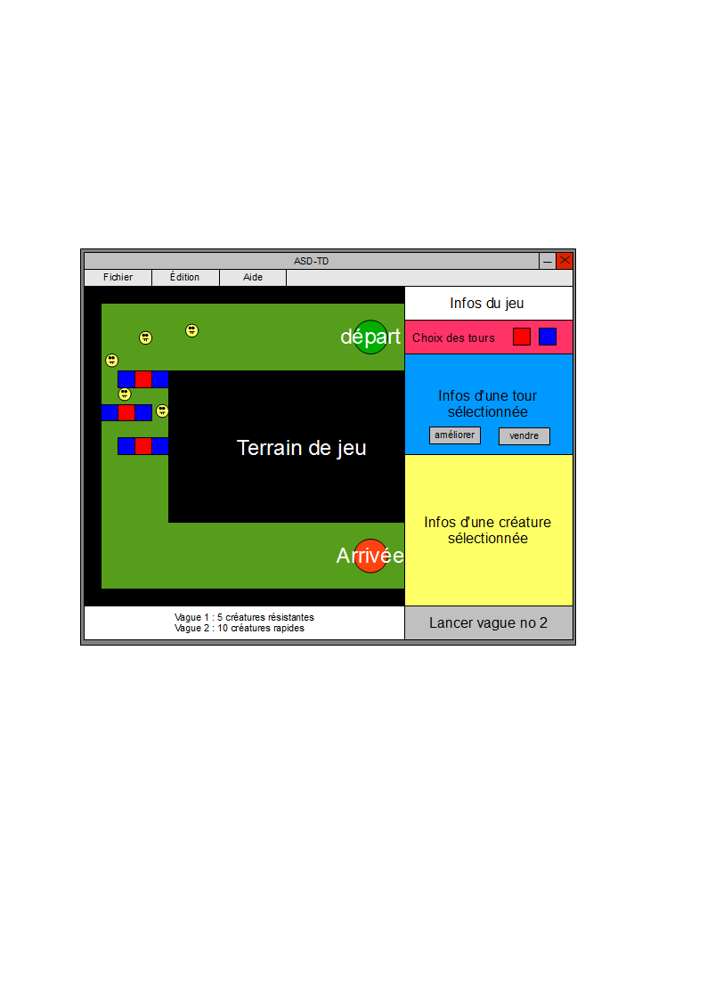 ASD-TD
Fichier
Édition
Aide
Infos du jeu
départ
Choix des tours
Infos d'une tour
sélectionnée
améliorer
vendre
Terrain de jeu
Infos d'une créature
sélectionnée
Arrivée
Vague 1 : 5 créatures résistantes
Vague 2 : 10 créatures rapides
Lancer vague no 2